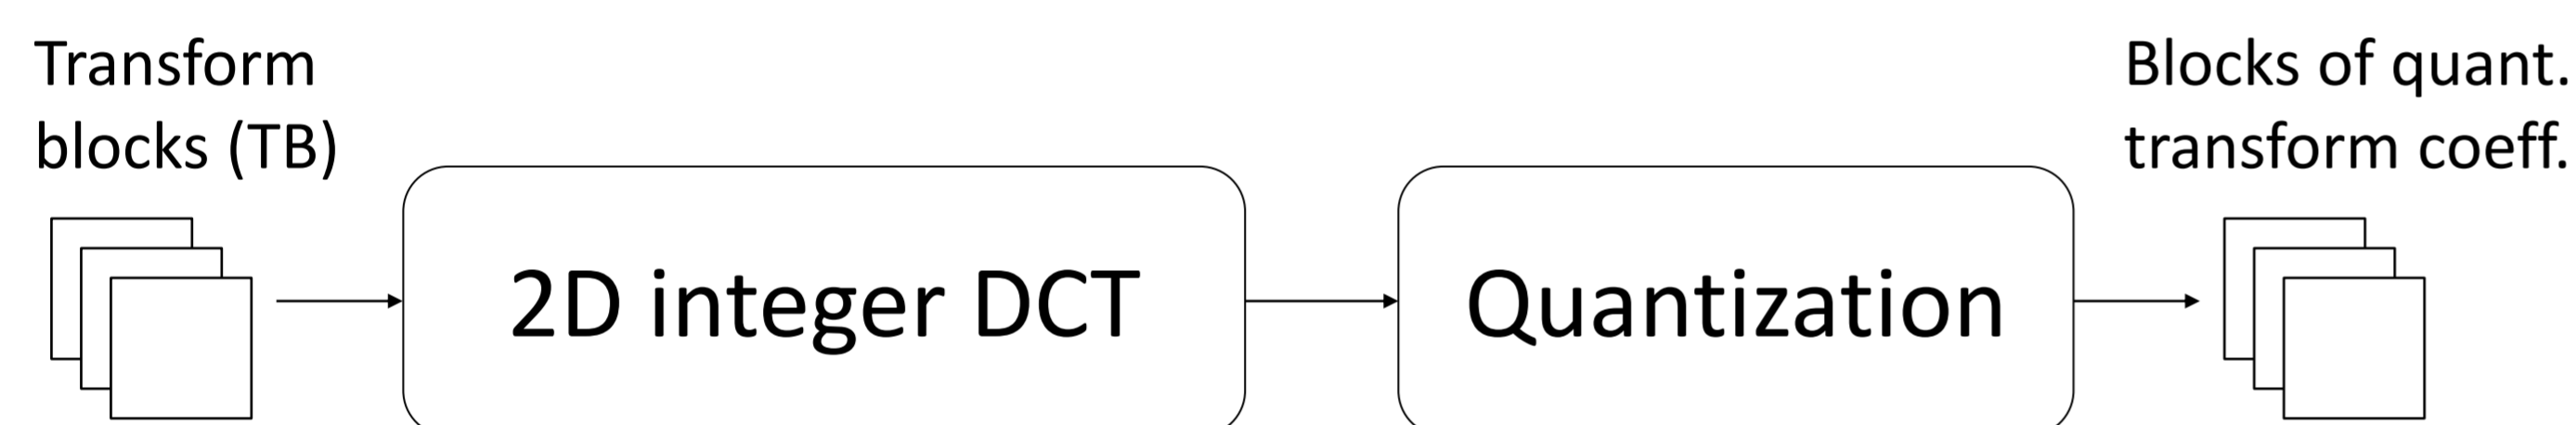 Transform
blocks (TB)
2D integer DCT
Quantization
Blocks of quant.
transform coeff.